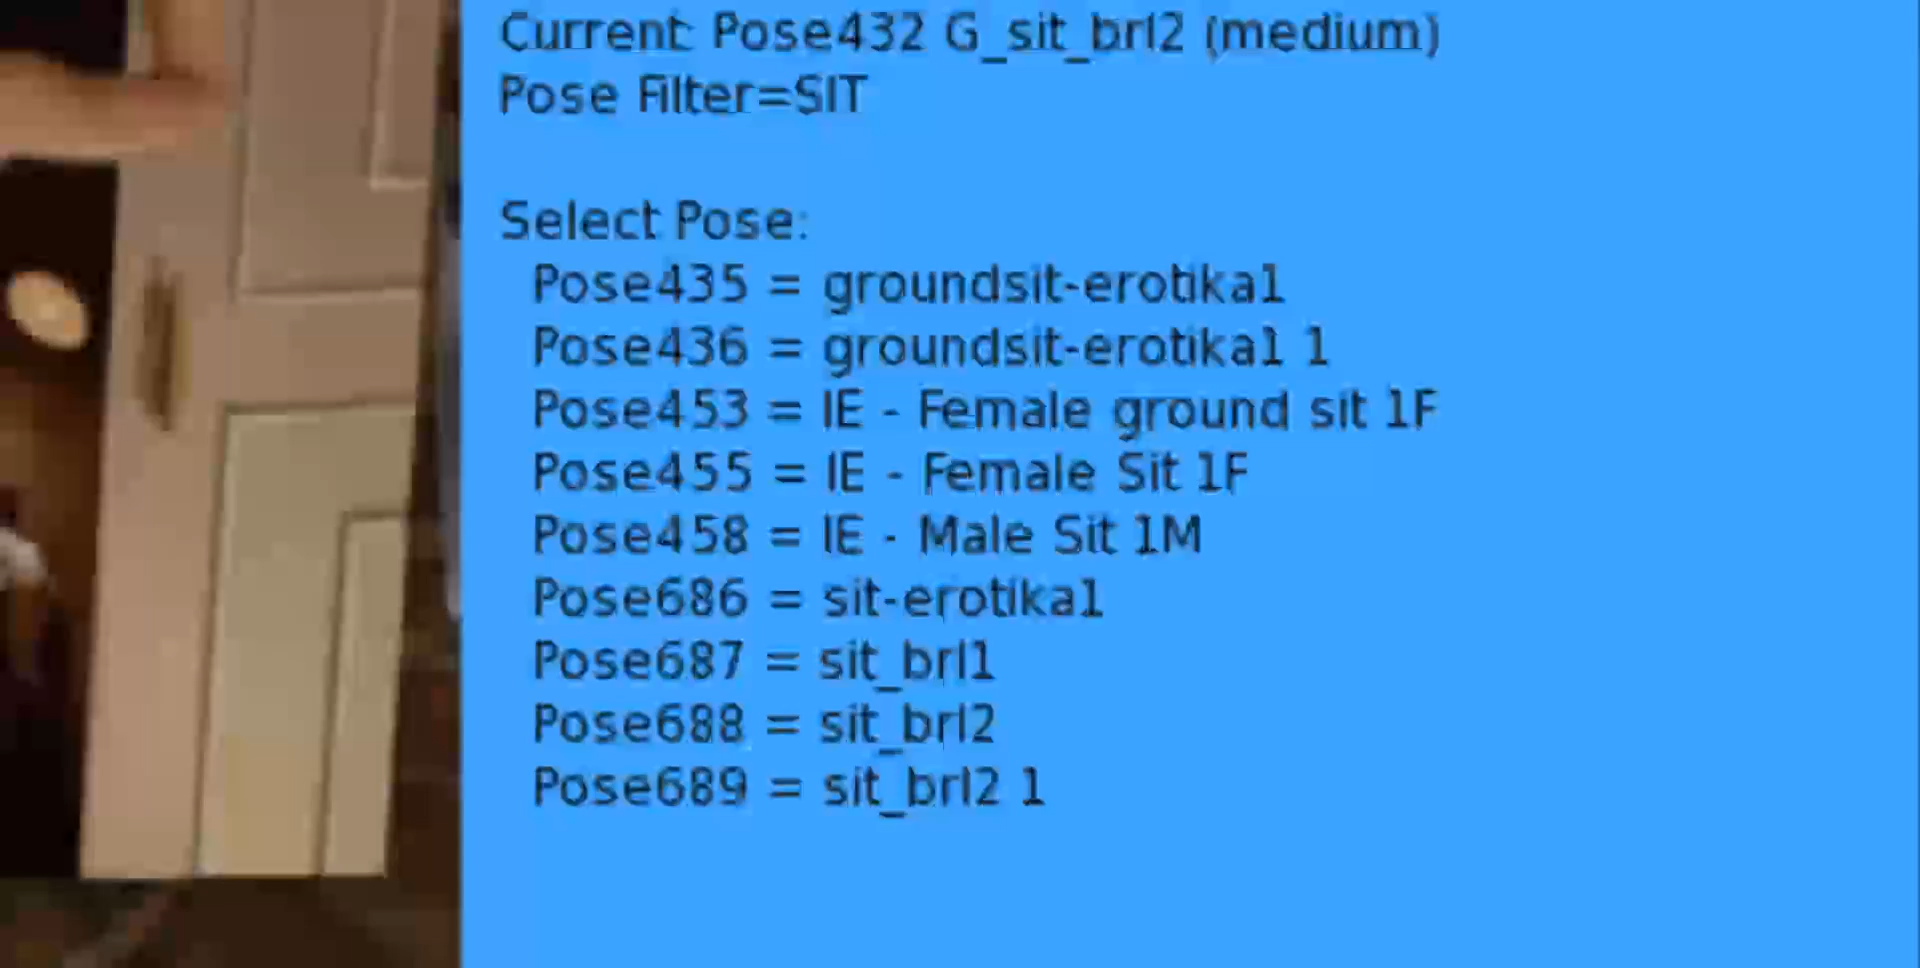 Current: Pose432 G_sit_brl2 (medium)
Pose Filter=SIT
Select Pose:
Pose435 = groundsit-erotika1
Pose436 = groundsit-erotika1 1
Pose453 = IE - Female ground sit 1F
Pose455 = IE - Female Sit 1F
Pose458 = IE - Male Sit 1M
Pose686 = sit-erotika1
Pose687 = sit_brl1
Pose688 = sit_brl2
Pose689 = sit_brl2 1